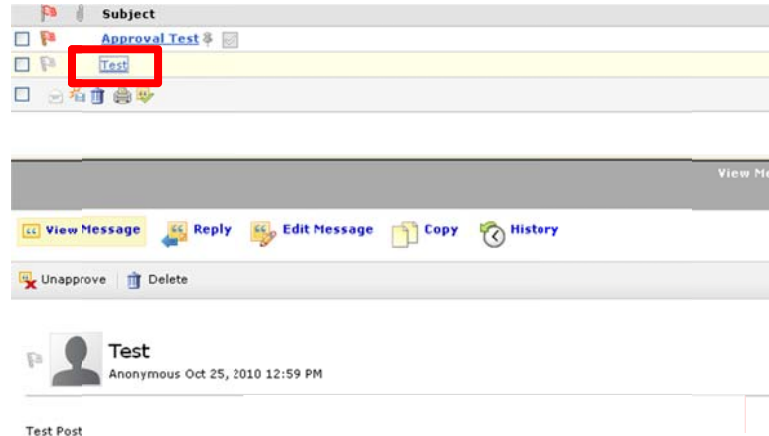 Subject
Approval Test
Test
View Me
View Message Reply Edit Message Copy History
Unapprove Delete
Test
Anonymous Oct 25, 2010 12:59 PM
Test Post